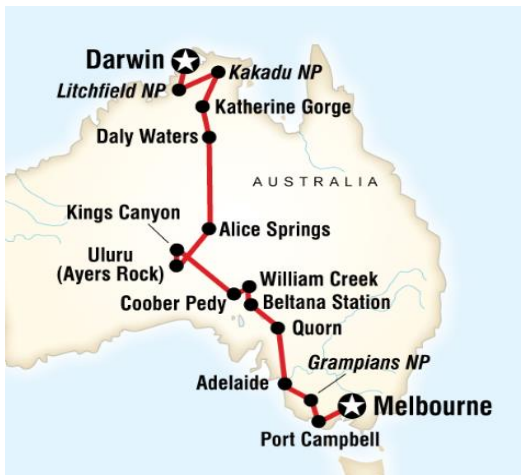 Darwin
Kakadu NP
Litchfield NP
Katherine Gorge
Daly Waters
AUSTRALIA
Kings Canyon
Alice Springs
Uluru
(Ayers Rock)
William Creek
Coober Pedy
Beltana Station
Quorn
Grampians NP
Adelaide
Melbourne
Port Campbell